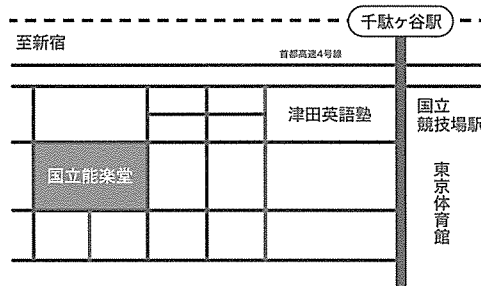 千駄ヶ谷駅
至新宿
首都高速4号線
津田英語塾
国立
競技場駅
国立能楽堂
東京体育館